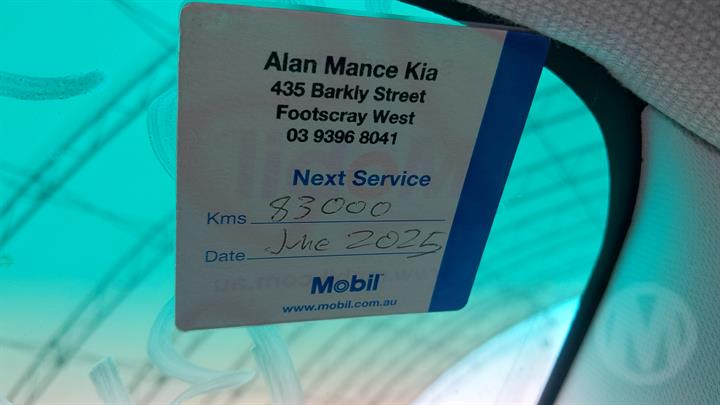 Alan Mance Kia
435 Barkly Street
Footscray West
03 9396 8041
Next Service
Kms 83000
Date June 2025
Mobil
www.mobil.com.au
M